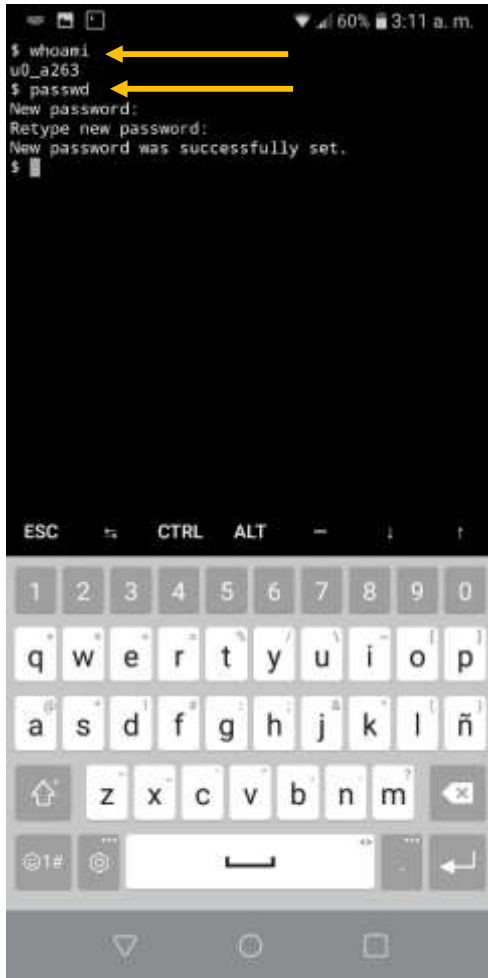 60% 3:11 a. m.
$ whoami
u0_a263
$ passwd
New password:
Retype new password:
New password was successfully set.
$
ESC ⇆ CTRL ALT — ↓ ↑
1 2 3 4 5 6 7 8 9 0
q w e r t y u i o p
a s d f g h j k l ñ
z x c v b n m
☺1# .